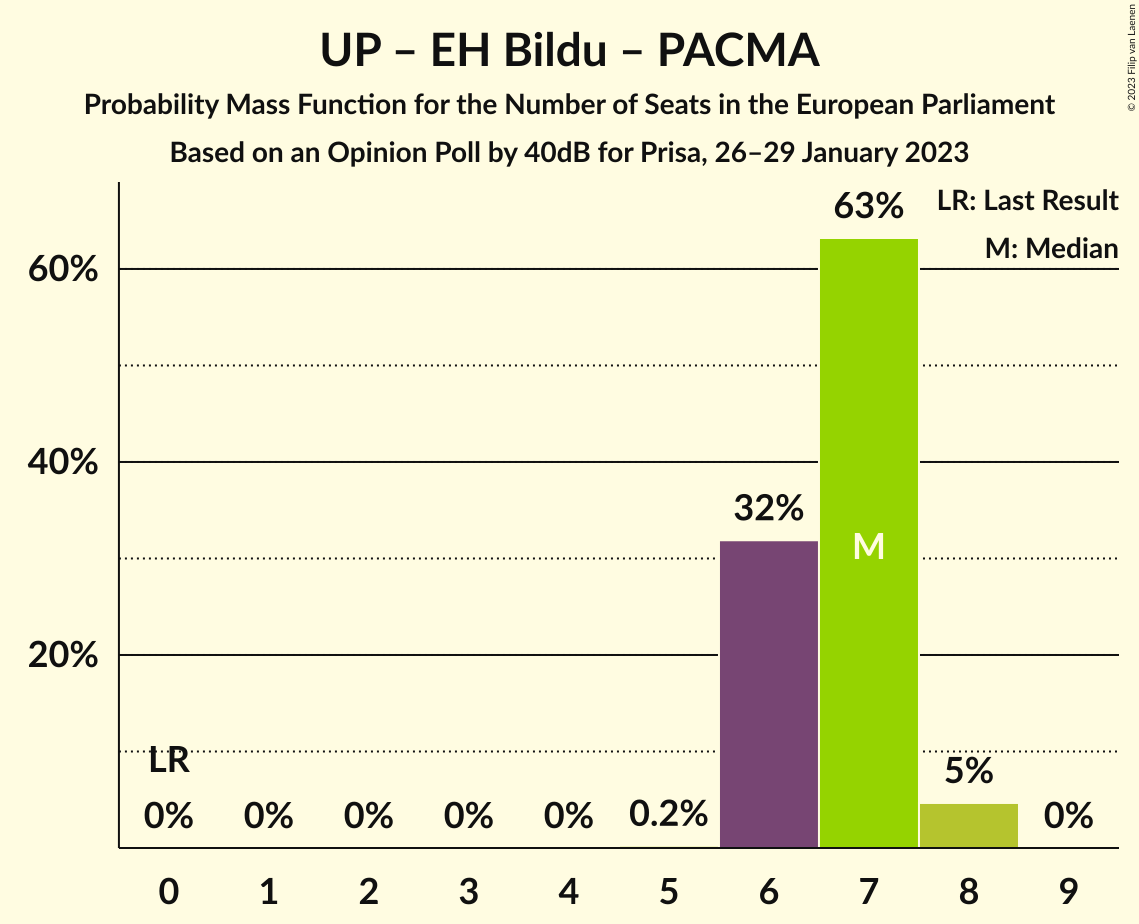 UP – EH Bildu – PACMA
Probability Mass Function for the Number of Seats in the European Parliament
Based on an Opinion Poll by 40dB for Prisa, 26–29 January 2023
© 2023 Filip van Laenen
LR: Last Result
M: Median
63%
60%
40%
32%
M
20%
LR
5%
0%
0%
0%
0%
0%
0.2%
0%
0
1
2
3
4
5
6
7
8
9